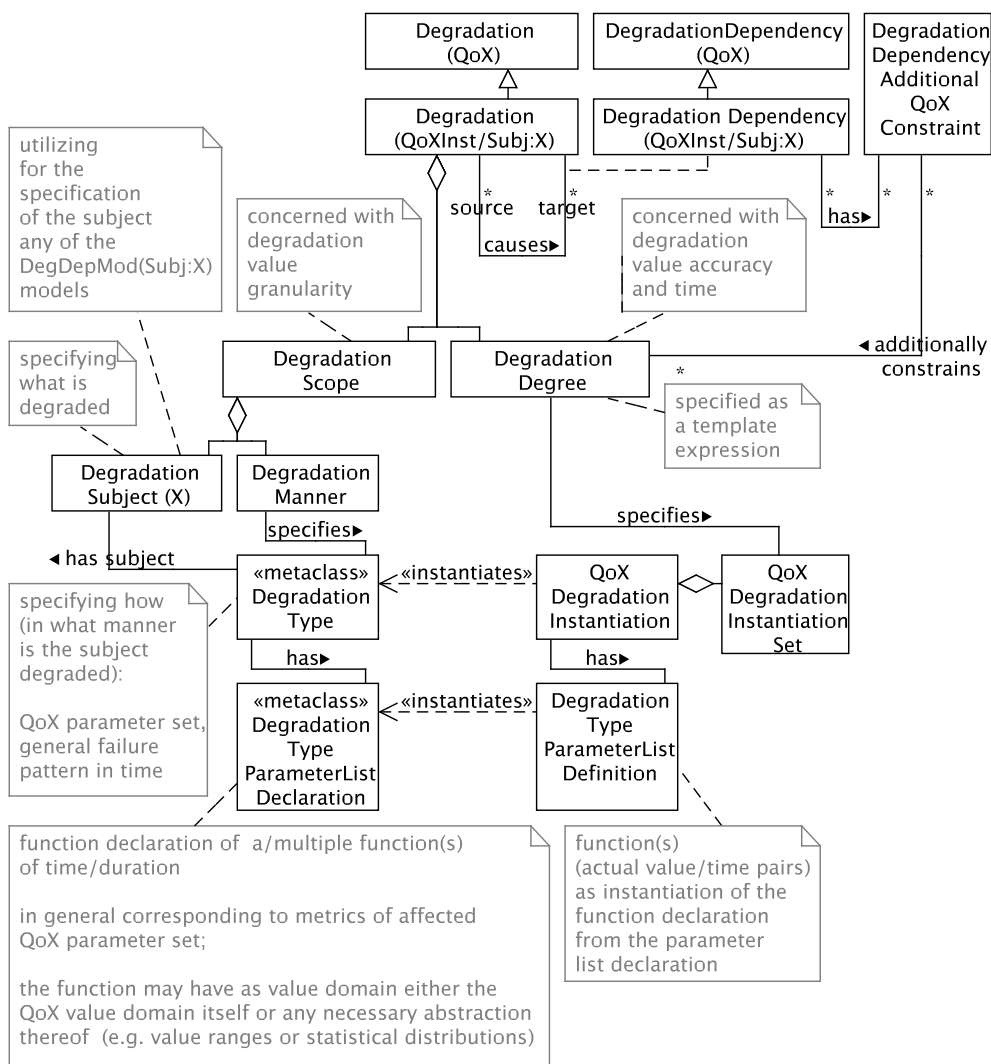 Degradation
(QoX)
DegradationDependency
(QoX)
Degradation
Dependency
Additional
QoX
Constraint
Degradation
(QoXInst/Subj:X)
Degradation Dependency
(QoXInst/Subj:X)
utilizing
for the
specification
of the subject
any of the
DegDepMod(Subj:X)
models
* *
source target
causes▶
* * *
has▶
concerned with
degradation
value
granularity
concerned with
degradation
value accuracy
and time
◀ additionally
constrains
*
specifying
what is
degraded
Degradation
Scope
Degradation
Degree
specified as
a template
expression
Degradation
Subject (X)
Degradation
Manner
specifies▶
specifies▶
◀ has subject
«metaclass»
Degradation
Type
«instantiates»
QoX
Degradation
Instantiation
QoX
Degradation
Instantiation
Set
specifying how
(in what manner
is the subject
degraded):
QoX parameter set,
general failure
pattern in time
has▶
has▶
«metaclass»
Degradation
Type
ParameterList
Declaration
«instantiates»
Degradation
Type
ParameterList
Definition
function declaration of a/multiple function(s)
of time/duration
in general corresponding to metrics of affected
QoX parameter set;
the function may have as value domain either the
QoX value domain itself or any necessary abstraction
thereof (e.g. value ranges or statistical distributions)
function(s)
(actual value/time pairs)
as instantiation of the
function declaration
from the parameter
list declaration